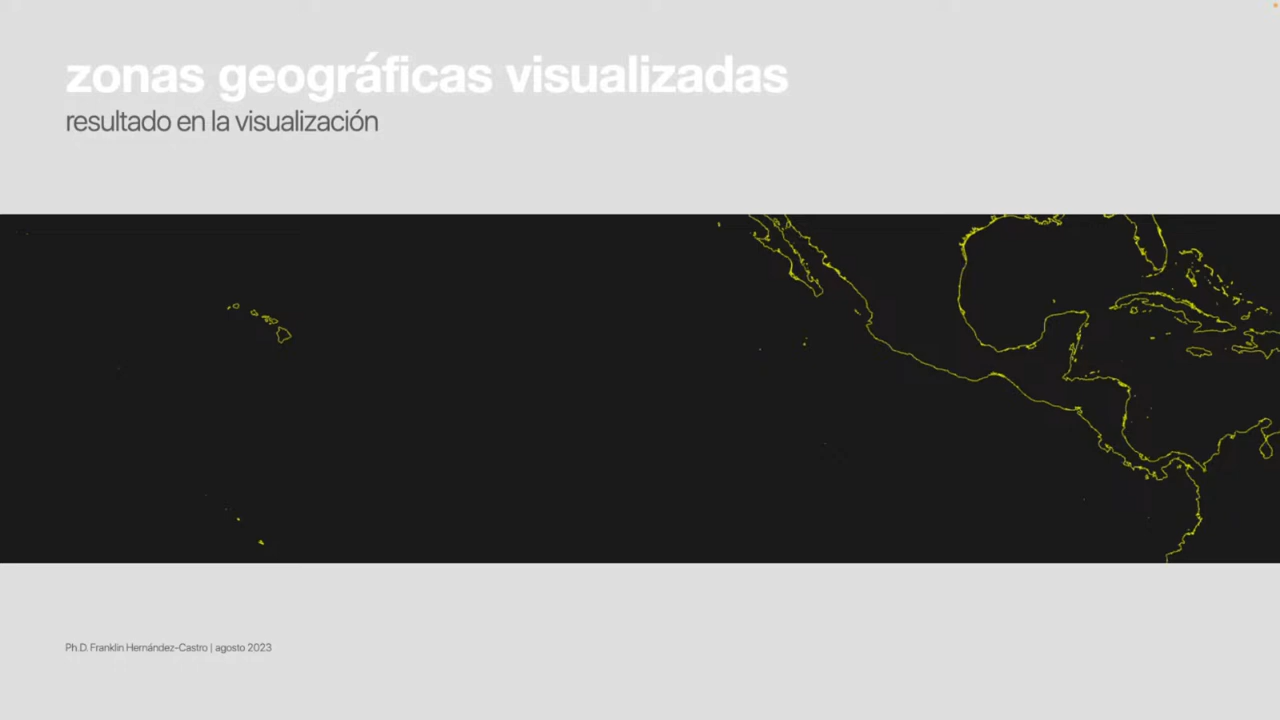 zonas geográficas visualizadas
resultado en la visualización
Ph.D. Franklin Hernández-Castro | agosto 2023